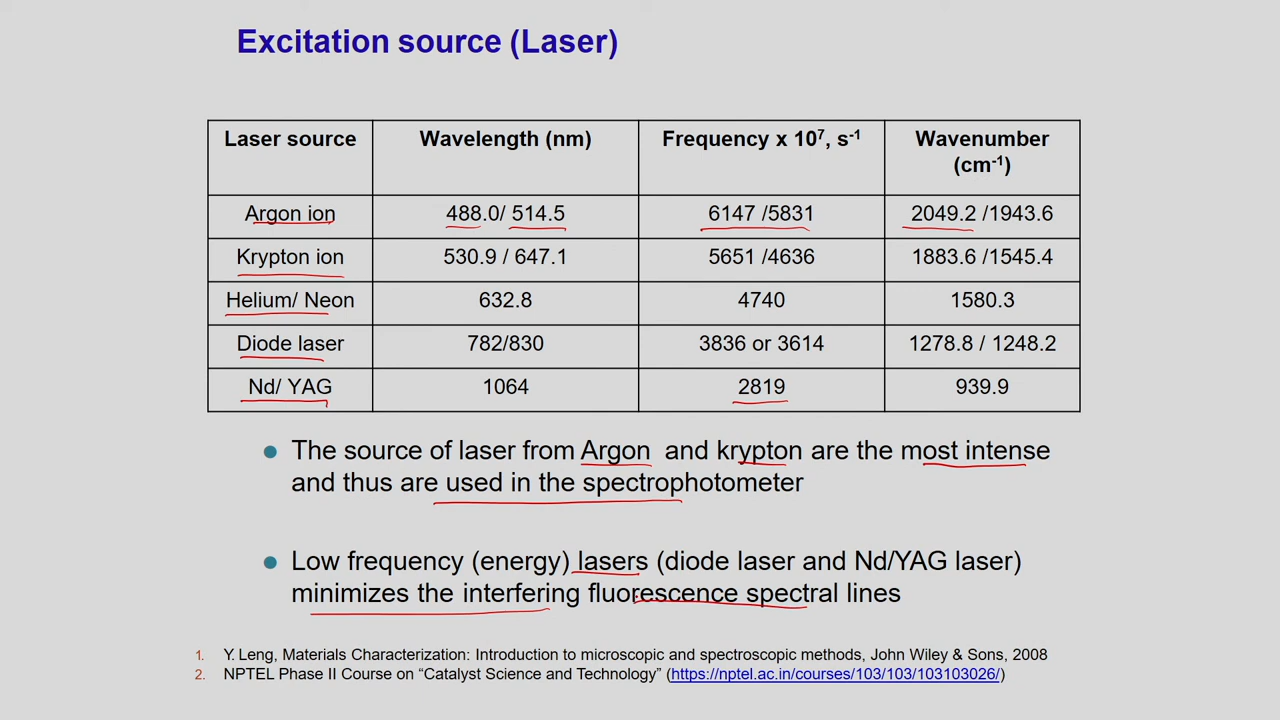 Excitation source (Laser)
Laser source Wavelength (nm) Frequency x 10⁷, s⁻¹ Wavenumber
(cm⁻¹)
Argon ion 488.0/ 514.5 6147 /5831 2049.2 /1943.6
Krypton ion 530.9 / 647.1 5651 /4636 1883.6 /1545.4
Helium/ Neon 632.8 4740 1580.3
Diode laser 782/830 3836 or 3614 1278.8 / 1248.2
Nd/ YAG 1064 2819 939.9
The source of laser from Argon and krypton are the most intense
and thus are used in the spectrophotometer
Low frequency (energy) lasers (diode laser and Nd/YAG laser)
minimizes the interfering fluorescence spectral lines
1. Y. Leng, Materials Characterization: Introduction to microscopic and spectroscopic methods, John Wiley & Sons, 2008
2. NPTEL Phase II Course on “Catalyst Science and Technology” (https://nptel.ac.in/courses/103/103/103103026/)